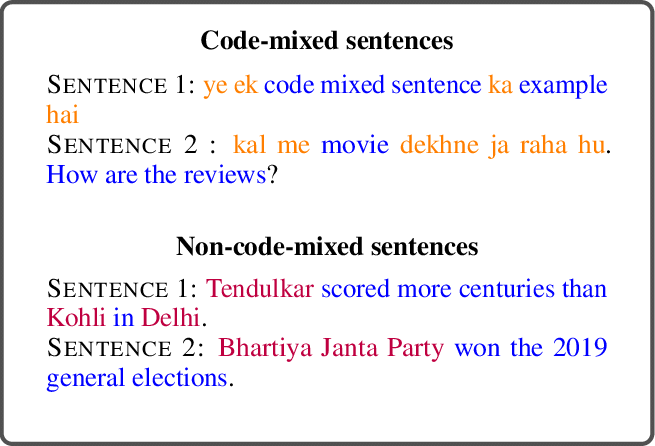 Code-mixed sentences
SENTENCE 1: ye ek code mixed sentence ka example
hai
SENTENCE 2 : kal me movie dekhne ja raha hu.
How are the reviews?
Non-code-mixed sentences
SENTENCE 1: Tendulkar scored more centuries than
Kohli in Delhi.
SENTENCE 2: Bhartiya Janta Party won the 2019
general elections.